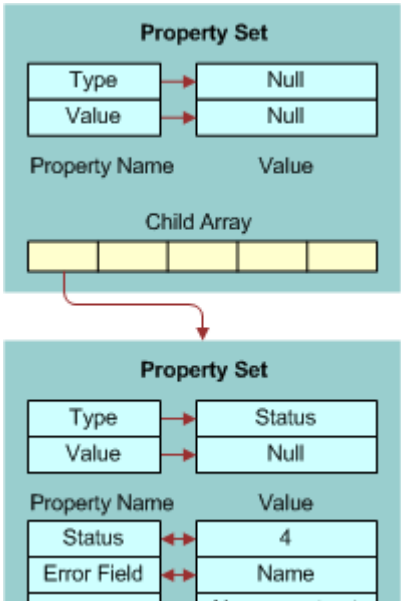 Property Set
Type Null
Value Null
Property Name Value
Child Array
Property Set
Type Status
Value Null
Property Name Value
Status 4
Error Field Name